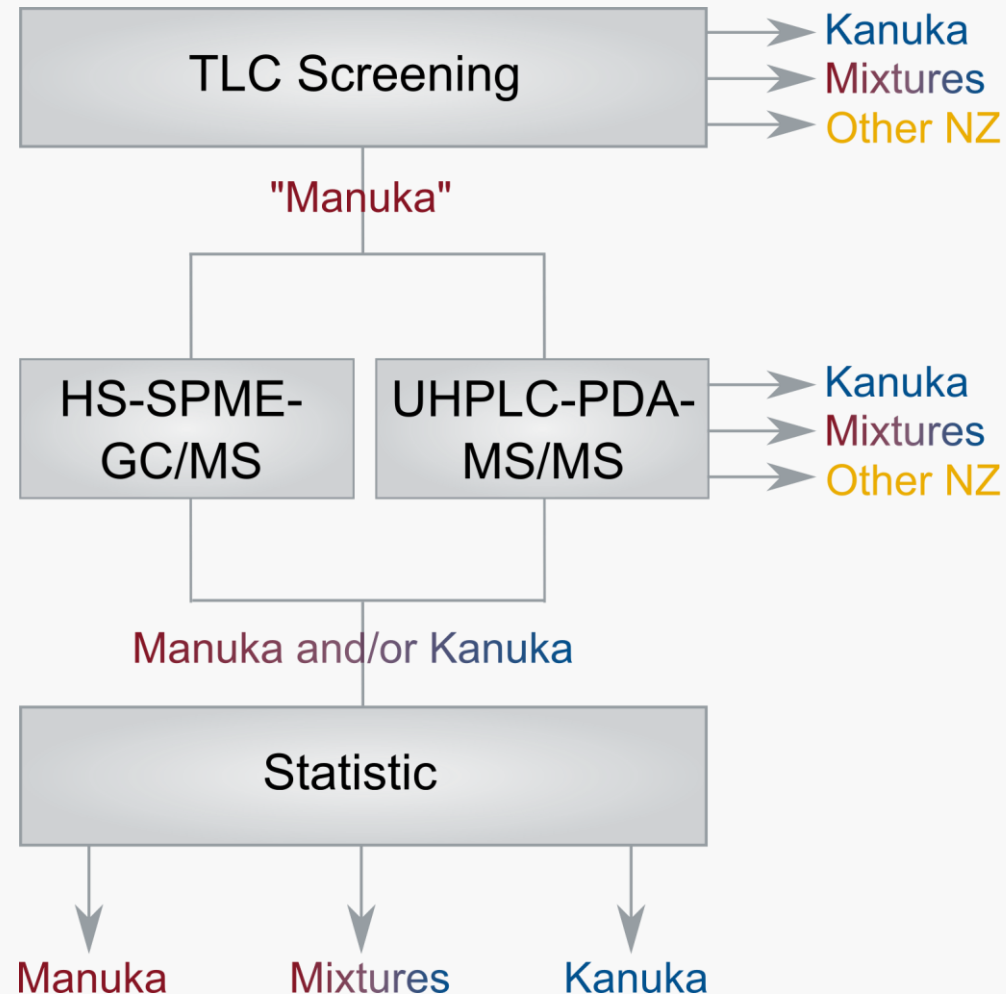 TLC Screening
Kanuka
Mixtures
Other NZ
"Manuka"
HS-SPME-
GC/MS
UHPLC-PDA-
MS/MS
Kanuka
Mixtures
Other NZ
Manuka and/or Kanuka
Statistic
Manuka
Mixtures
Kanuka